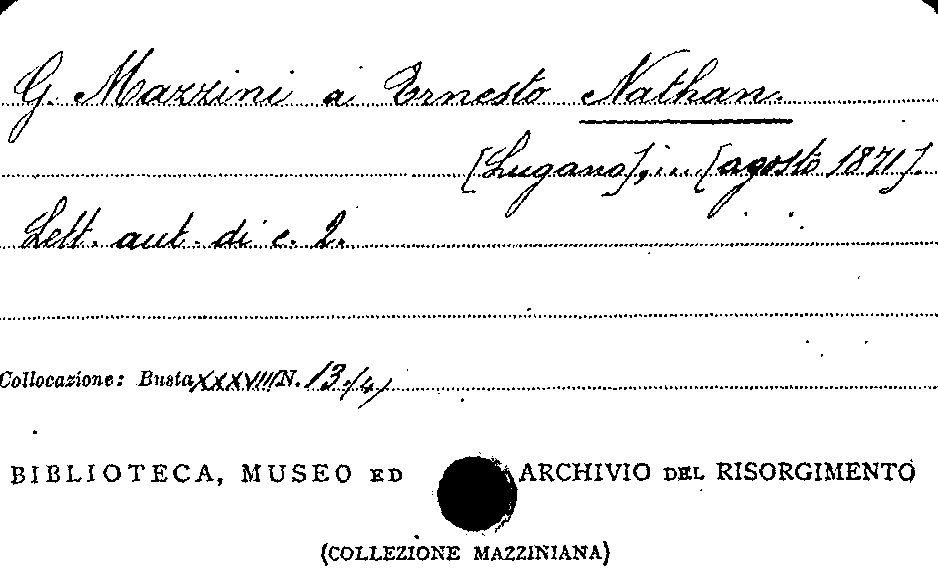 G. Mazzini a Ernesto Nathan.
[Lugano], ... [agosto 1871].
Lett. aut. di c. 2.
Collocazione: Busta XXXVIII N. 13/4)
BIBLIOTECA, MUSEO ED ARCHIVIO DEL RISORGIMENTO
(COLLEZIONE MAZZINIANA)